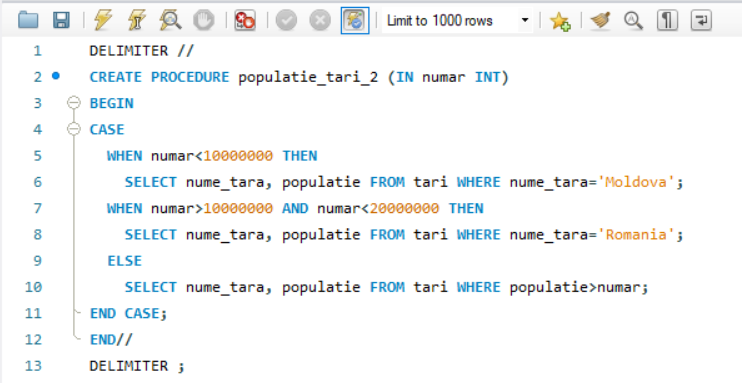 Limit to 1000 rows
1 DELIMITER //
2 CREATE PROCEDURE populatie_tari_2 (IN numar INT)
3 BEGIN
4 CASE
5 WHEN numar<10000000 THEN
6 SELECT nume_tara, populatie FROM tari WHERE nume_tara='Moldova';
7 WHEN numar>10000000 AND numar<20000000 THEN
8 SELECT nume_tara, populatie FROM tari WHERE nume_tara='Romania';
9 ELSE
10 SELECT nume_tara, populatie FROM tari WHERE populatie>numar;
11 END CASE;
12 END//
13 DELIMITER ;